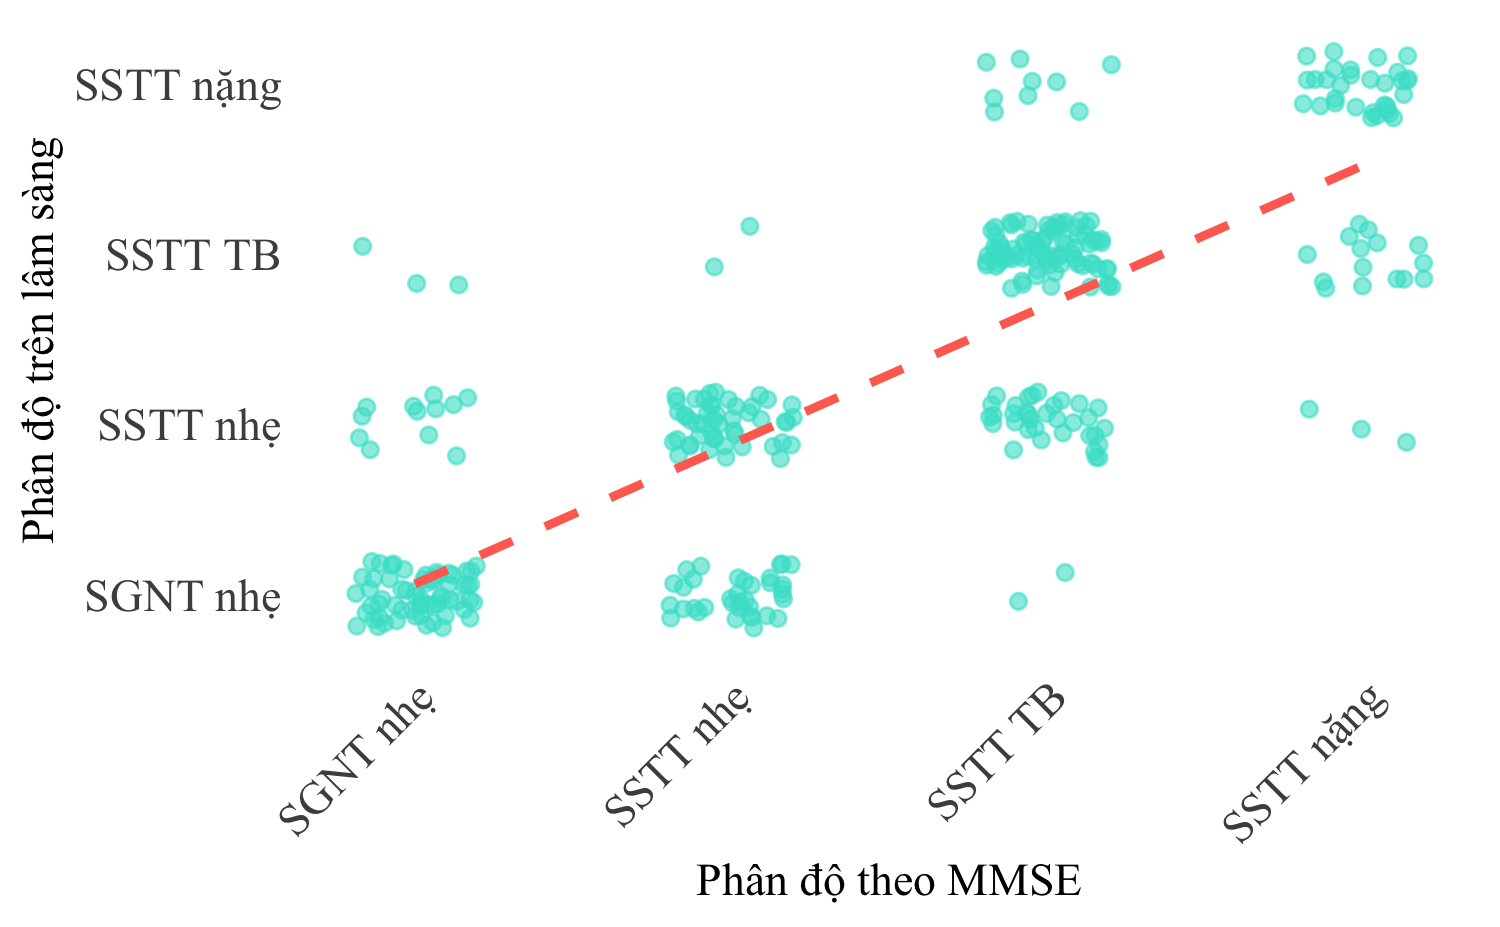 SSTT nặng
SSTT TB
SSTT nhẹ
SGNT nhẹ
Phân độ trên lâm sàng
SGNT nhẹ
SSTT nhẹ
SSTT TB
SSTT nặng
Phân độ theo MMSE